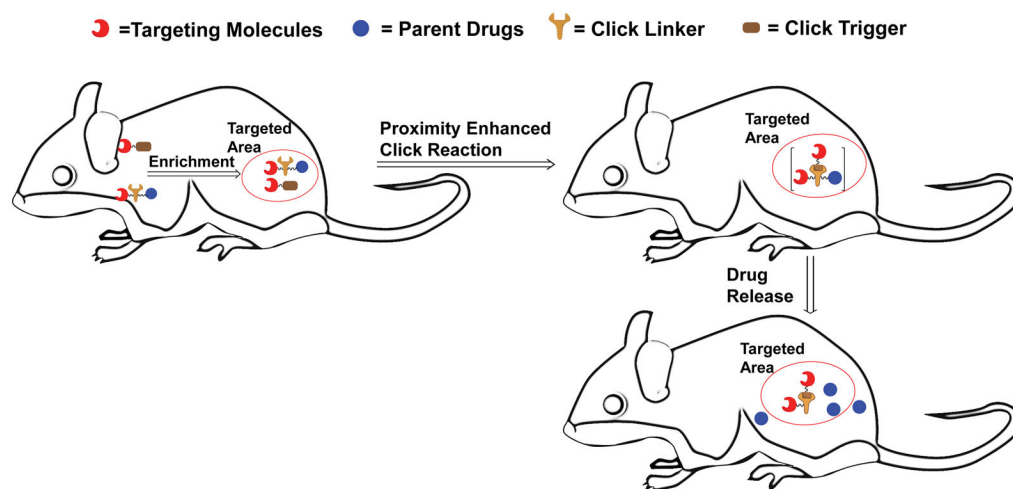 =Targeting Molecules = Parent Drugs = Click Linker = Click Trigger
Targeted
Area
Enrichment
Proximity Enhanced
Click Reaction
Targeted
Area
Drug
Release
Targeted
Area